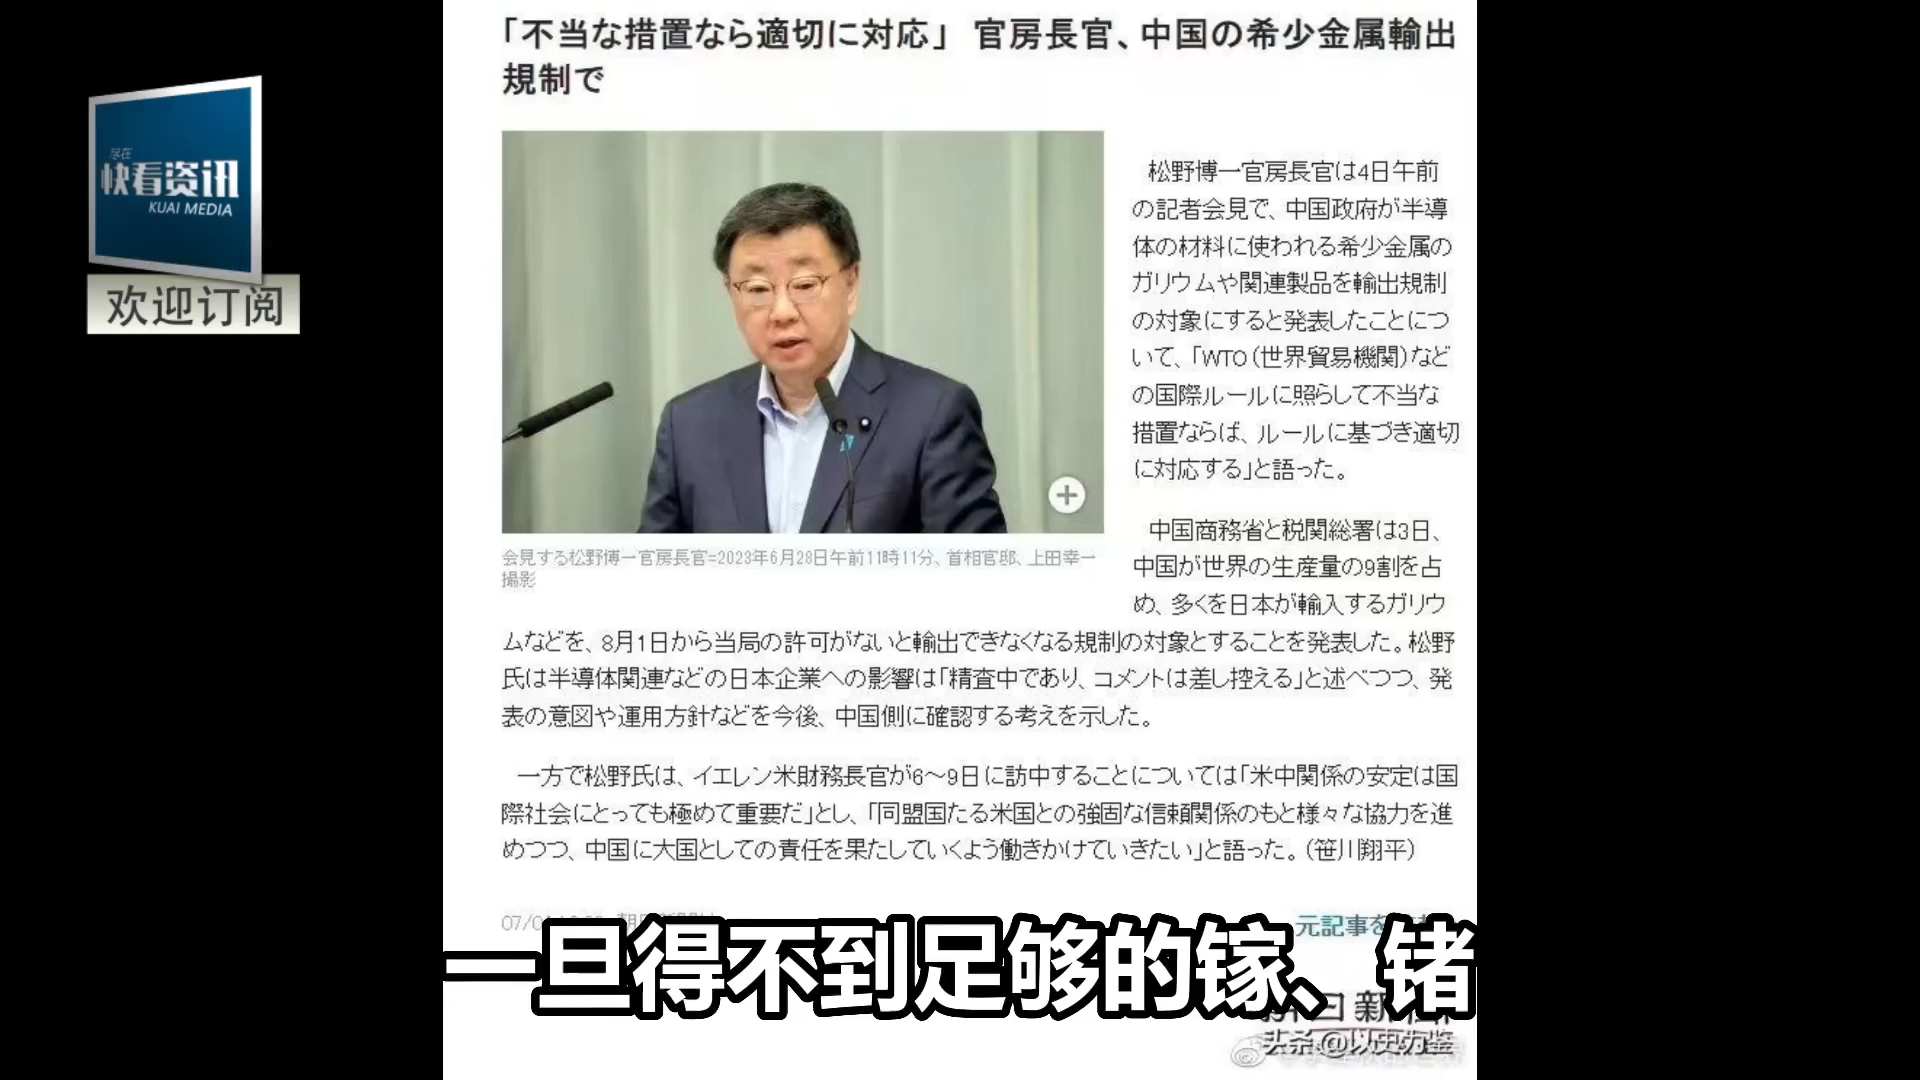 「不当な措置なら適切に対応」 官房長官、中国の希少金属輸出
規制で
尽在
快看资讯
KUAI MEDIA
欢迎订阅
松野博一官房長官は4日午前
の記者会見で、中国政府が半導
体の材料に使われる希少金属の
ガリウムや関連製品を輸出規制
の対象にすると発表したことにつ
いて、「WTO（世界貿易機関）など
の国際ルールに照らして不当な
措置ならば、ルールに基づき適切
に対応する」と語った。
会見する松野博一官房長官=2023年6月28日午前11時11分、首相官邸、上田幸一
撮影
中国商務省と税関総署は3日、
中国が世界の生産量の9割を占
め、多くを日本が輸入するガリウ
ムなどを、8月1日から当局の許可がないと輸出できなくなる規制の対象とすることを発表した。松野
氏は半導体関連などの日本企業への影響は「精査中であり、コメントは差し控える」と述べつつ、発
表の意図や運用方針などを今後、中国側に確認する考えを示した。
一方で松野氏は、イエレン米財務長官が6～9日に訪中することについては「米中関係の安定は国
際社会にとっても極めて重要だ」とし、「同盟国たる米国との強固な信頼関係のもと様々な協力を進
めつつ、中国に大国としての責任を果たしていくよう働きかけていきたい」と語った。（笹川翔平）
元記事を
一旦得不到足够的镓、锗
头条@以史为鉴